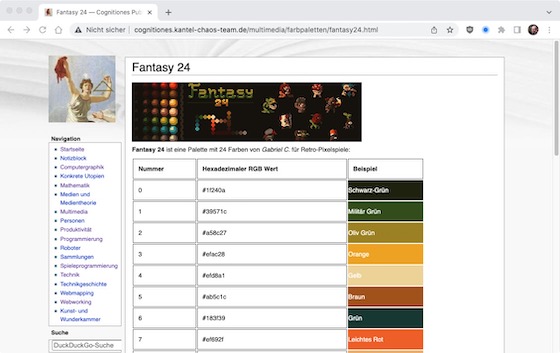 Fantasy 24 — Cognitiones Pub
Nicht sicher | cognitiones.kantel-chaos-team.de/multimedia/farbpaletten/fantasy24.html
Fantasy 24
Fantasy
24
Fantasy 24 ist eine Palette mit 24 Farben von Gabriel C. für Retro-Pixelspiele:
Navigation
Startseite
Notizblock
Computergraphik
Konkrete Utopien
Mathematik
Medien und
Medientheorie
Multimedia
Personen
Produktivität
Programmierung
Roboter
Sammlungen
Spieleprogrammierung
Technik
Technikgeschichte
Webmapping
Webworking
Kunst- und
Wunderkammer
Suche
DuckDuckGo-Suche
Nummer Hexadezimaler RGB Wert Beispiel
0 #1f240a Schwarz-Grün
1 #39571c Militär Grün
2 #a58c27 Oliv Grün
3 #efac28 Orange
4 #efd8a1 Gelb
5 #ab5c1c Braun
6 #183f39 Grün
7 #ef692f Leichtes Rot